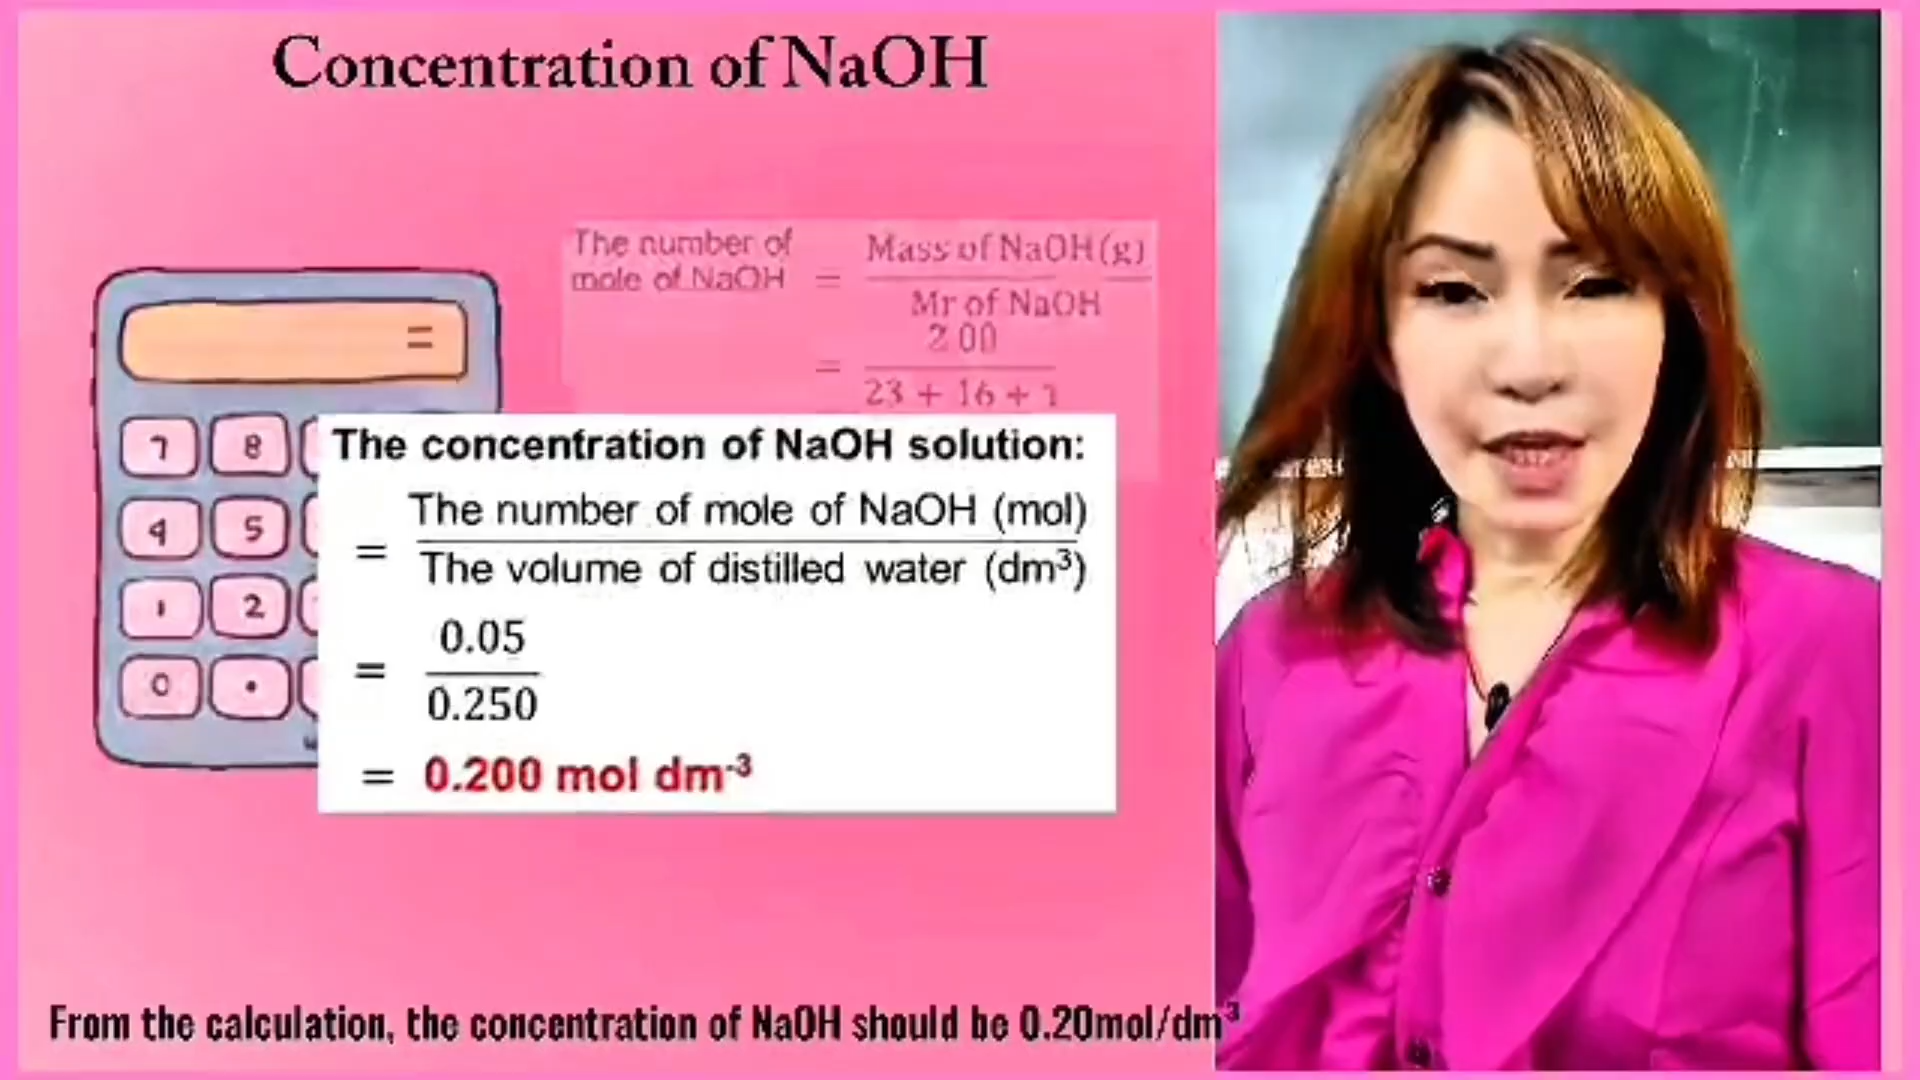 Concentration of NaOH
The number of
mole of NaOH
=
Mass of NaOH(g)
Mr of NaOH
=
2.00
23 + 16 + 1
=
7 8
4 5
1 2
0 .
The concentration of NaOH solution:
=
The number of mole of NaOH (mol)
The volume of distilled water (dm³)
=
0.05
0.250
= 0.200 mol dm⁻³
From the calculation, the concentration of NaOH should be 0.20mol/dm³